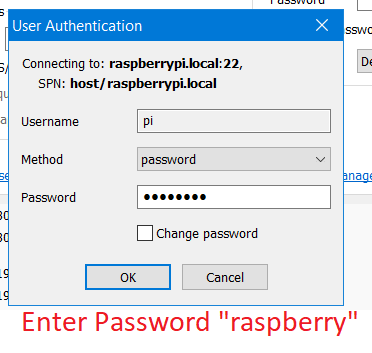 Password
User Authentication
Connecting to: raspberrypi.local:22,
SPN: host/raspberrypi.local
Username
pi
Method
password
Password
Change password
OK
Cancel
Enter Password "raspberry"